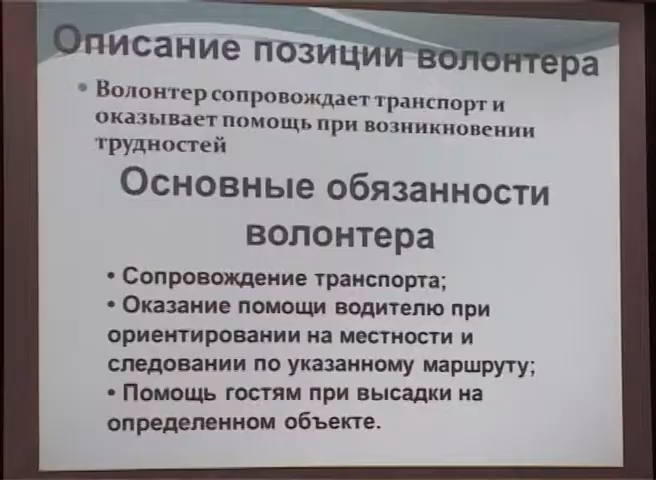 Описание позиции волонтера
• Волонтер сопровождает транспорт и
оказывает помощь при возникновении
трудностей
Основные обязанности
волонтера
• Сопровождение транспорта;
• Оказание помощи водителю при
ориентировании на местности и
следовании по указанному маршруту;
• Помощь гостям при высадки на
определенном объекте.